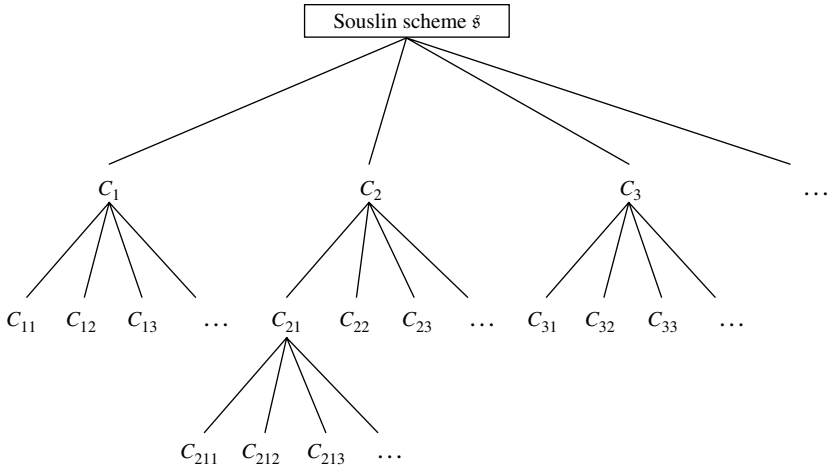 Souslin scheme 𝔰̊
C₁ C₂ C₃ …
C₁₁ C₁₂ C₁₃ … C₂₁ C₂₂ C₂₃ … C₃₁ C₃₂ C₃₃ …
C₂₁₁ C₂₁₂ C₂₁₃ …